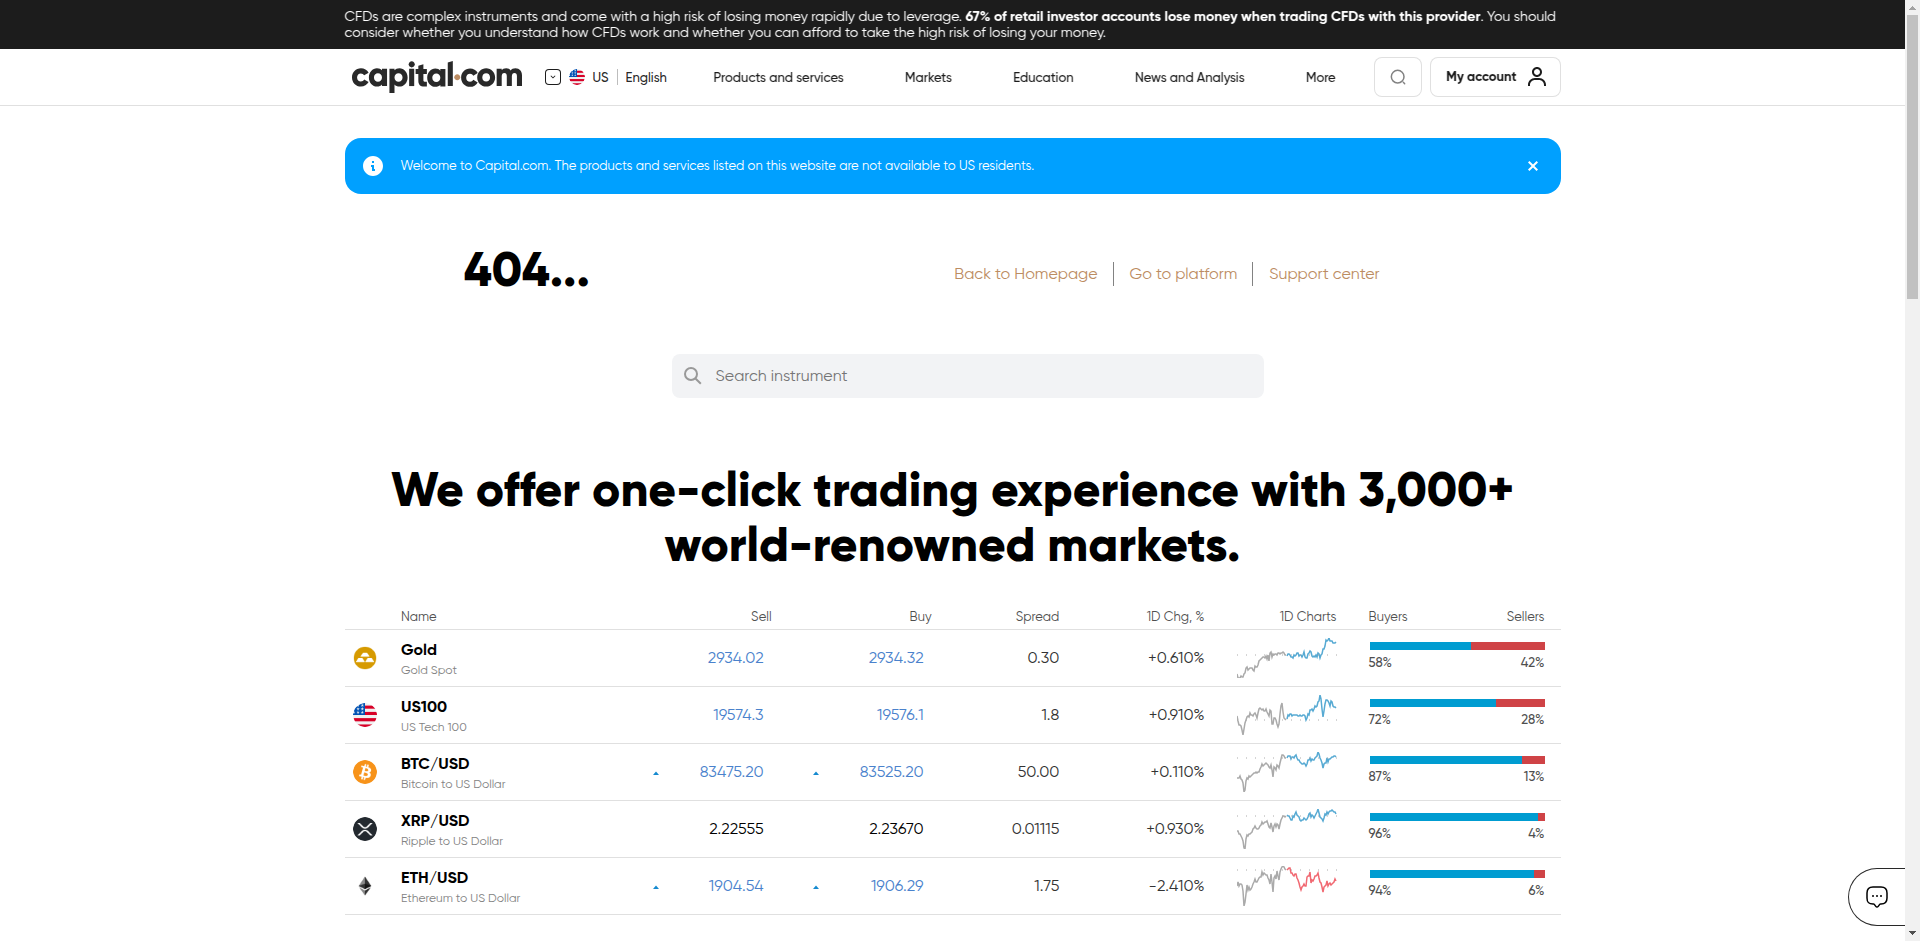 CFDs are complex instruments and come with a high risk of losing money rapidly due to leverage. 67% of retail investor accounts lose money when trading CFDs with this provider. You should
consider whether you understand how CFDs work and whether you can afford to take the high risk of losing your money.
capital.com US English Products and services Markets Education News and Analysis More My account
Welcome to Capital.com. The products and services listed on this website are not available to US residents.
404...
Back to Homepage Go to platform Support center
Search instrument
We offer one-click trading experience with 3,000+
world-renowned markets.
Name Sell Buy Spread 1D Chg, % 1D Charts Buyers Sellers
Gold 2934.02 2934.32 0.30 +0.610%
Gold Spot 58% 42%
US100 19574.3 19576.1 1.8 +0.910%
US Tech 100 72% 28%
BTC/USD 83475.20 83525.20 50.00 +0.110%
Bitcoin to US Dollar 87% 13%
XRP/USD 2.22555 2.23670 0.01115 +0.930%
Ripple to US Dollar 96% 4%
ETH/USD 1904.54 1906.29 1.75 -2.410%
Ethereum to US Dollar 94% 6%